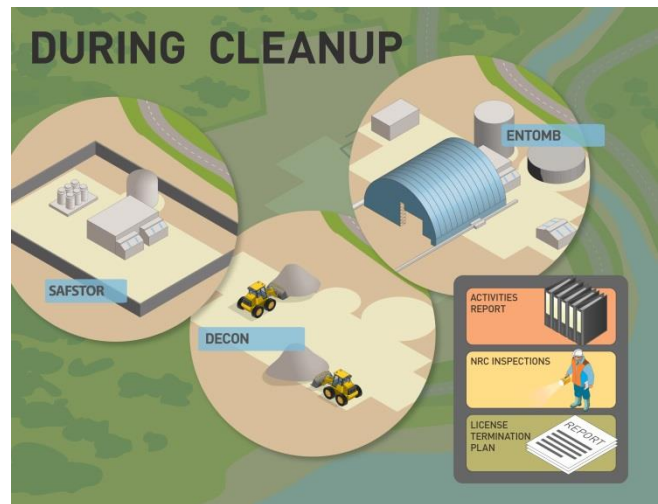 DURING CLEANUP
ENTOMB
SAFSTOR
DECON
ACTIVITIES
REPORT
NRC INSPECTIONS
LICENSE
TERMINATION
PLAN
REPORT